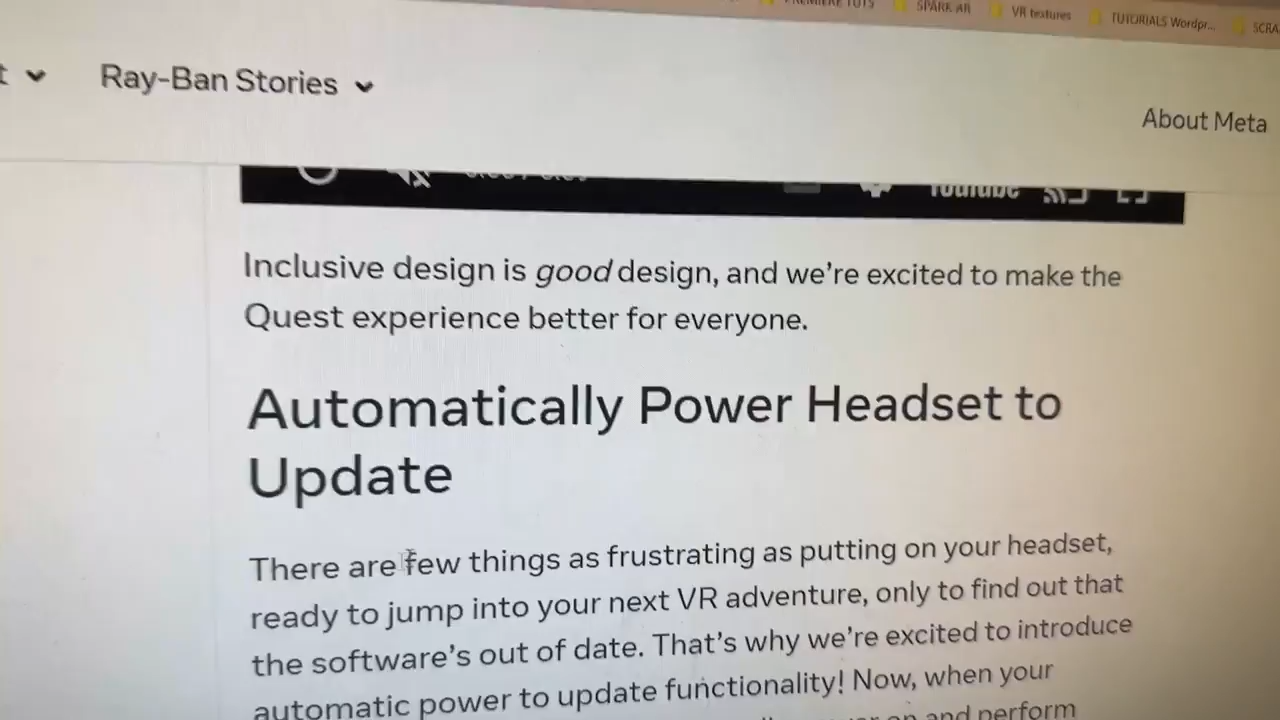 SPARK AR VR textures TUTORIALS Wordpr...
Ray-Ban Stories
About Meta
YouTube
Inclusive design is good design, and we're excited to make the
Quest experience better for everyone.
Automatically Power Headset to
Update
There are few things as frustrating as putting on your headset,
ready to jump into your next VR adventure, only to find out that
the software's out of date. That's why we're excited to introduce
automatic power to update functionality! Now, when your
on and perform